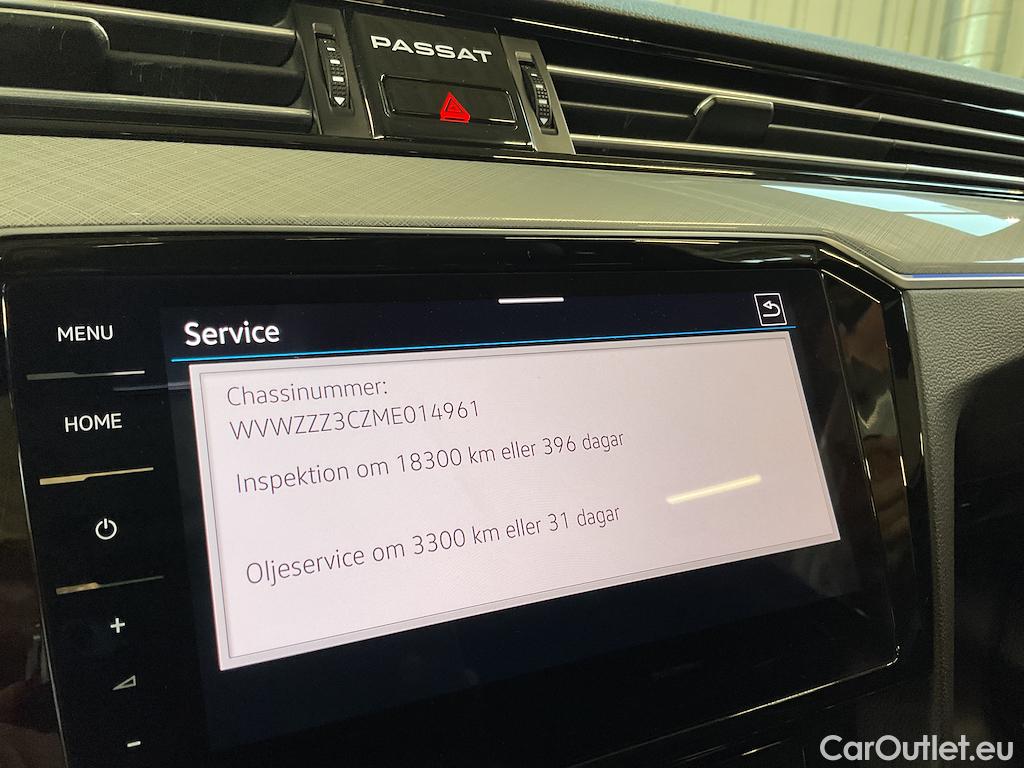 PASSAT
MENU
Service
Chassinummer:
WVWZZZ3CZME014961
HOME
Inspektion om 18300 km eller 396 dagar
Oljeservice om 3300 km eller 31 dagar
+
-
CarOutlet.eu